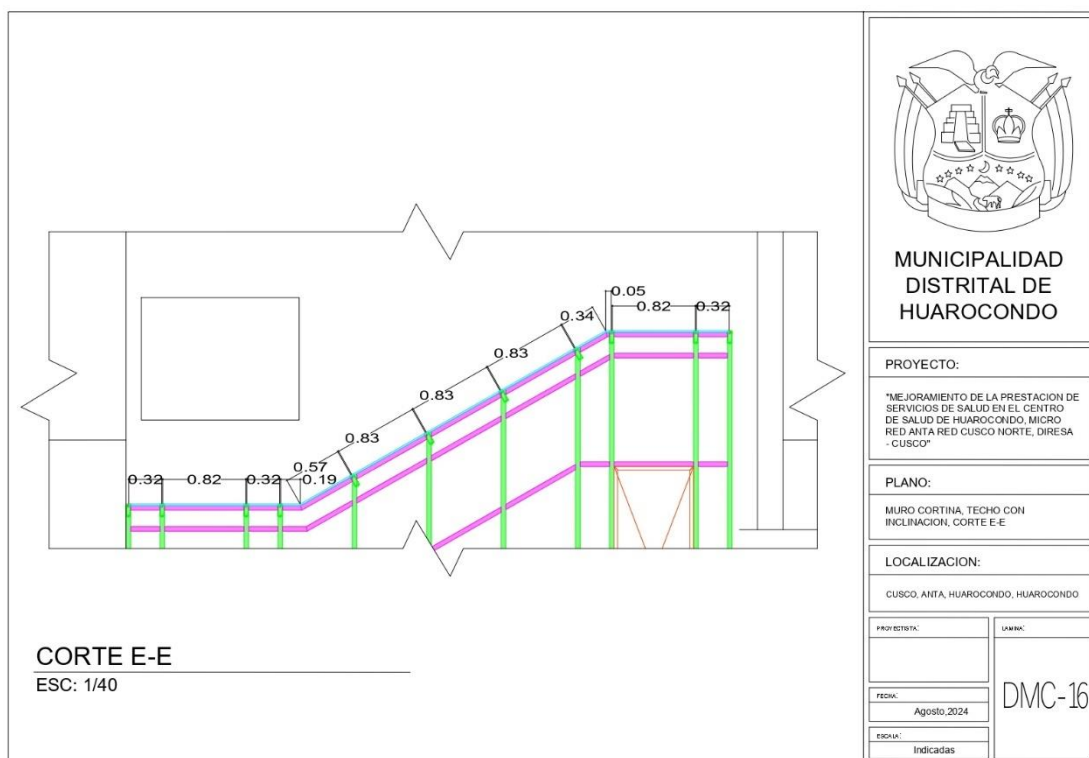 0.05
0.82
0.32
0.34
0.83
0.83
0.83
0.57
0.32
0.82
0.32
0.19
CORTE E-E
ESC: 1/40
MUNICIPALIDAD
DISTRITAL DE
HUAROCONDO
PROYECTO:
"MEJORAMIENTO DE LA PRESTACION DE
SERVICIOS DE SALUD EN EL CENTRO
DE SALUD DE HUAROCONDO, MICRO
RED ANTA RED CUSCO NORTE, DIRESA
- CUSCO"
PLANO:
MURO CORTINA, TECHO CON
INCLINACION, CORTE E-E
LOCALIZACION:
CUSCO, ANTA, HUAROCONDO, HUAROCONDO
PROYECTISTA:
LAMINA:
DMC-16
FECHA:
Agosto,2024
ESCALA:
Indicadas